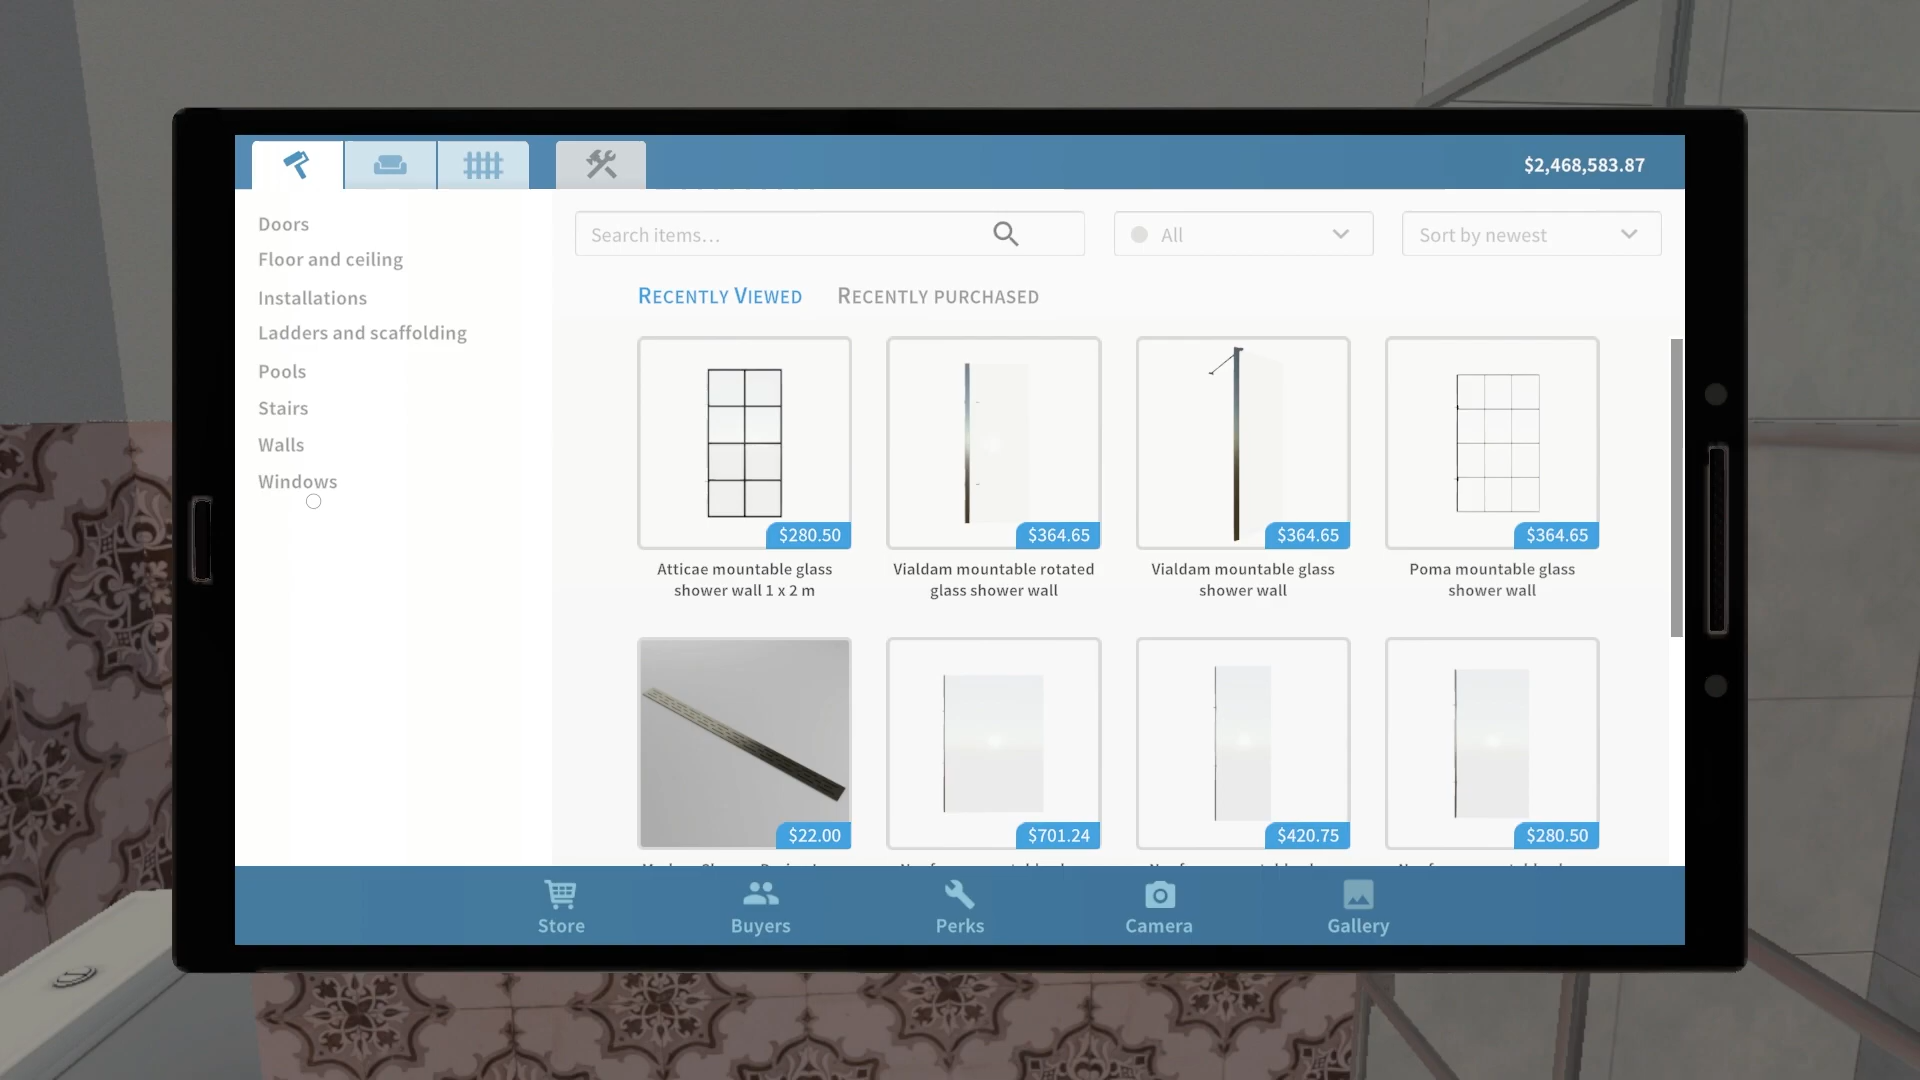 $2,468,583.87
Doors
Floor and ceiling
Installations
Ladders and scaffolding
Pools
Stairs
Walls
Windows
Search items...
All
Sort by newest
RECENTLY VIEWED
RECENTLY PURCHASED
$280.50
$364.65
$364.65
$364.65
Atticae mountable glass
shower wall 1 x 2 m
Vialdam mountable rotated
glass shower wall
Vialdam mountable glass
shower wall
Poma mountable glass
shower wall
$22.00
$701.24
$420.75
$280.50
Store
Buyers
Perks
Camera
Gallery